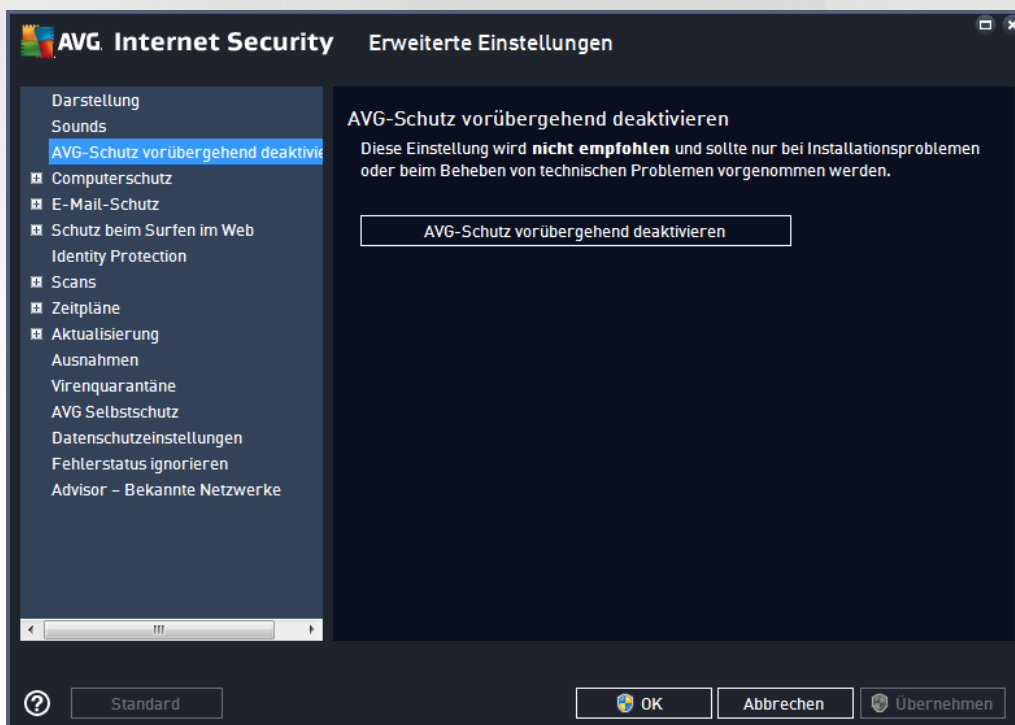 AVG. Internet Security
Erweiterte Einstellungen
Darstellung
Sounds
AVG-Schutz vorübergehend deaktivie
Computerschutz
E-Mail-Schutz
Schutz beim Surfen im Web
Identity Protection
Scans
Zeitpläne
Aktualisierung
Ausnahmen
Virenquarantäne
AVG Selbstschutz
Datenschutzeinstellungen
Fehlerstatus ignorieren
Advisor – Bekannte Netzwerke
AVG-Schutz vorübergehend deaktivieren
Diese Einstellung wird nicht empfohlen und sollte nur bei Installationsproblemen
oder beim Beheben von technischen Problemen vorgenommen werden.
AVG-Schutz vorübergehend deaktivieren
Standard
OK
Abbrechen
Übernehmen